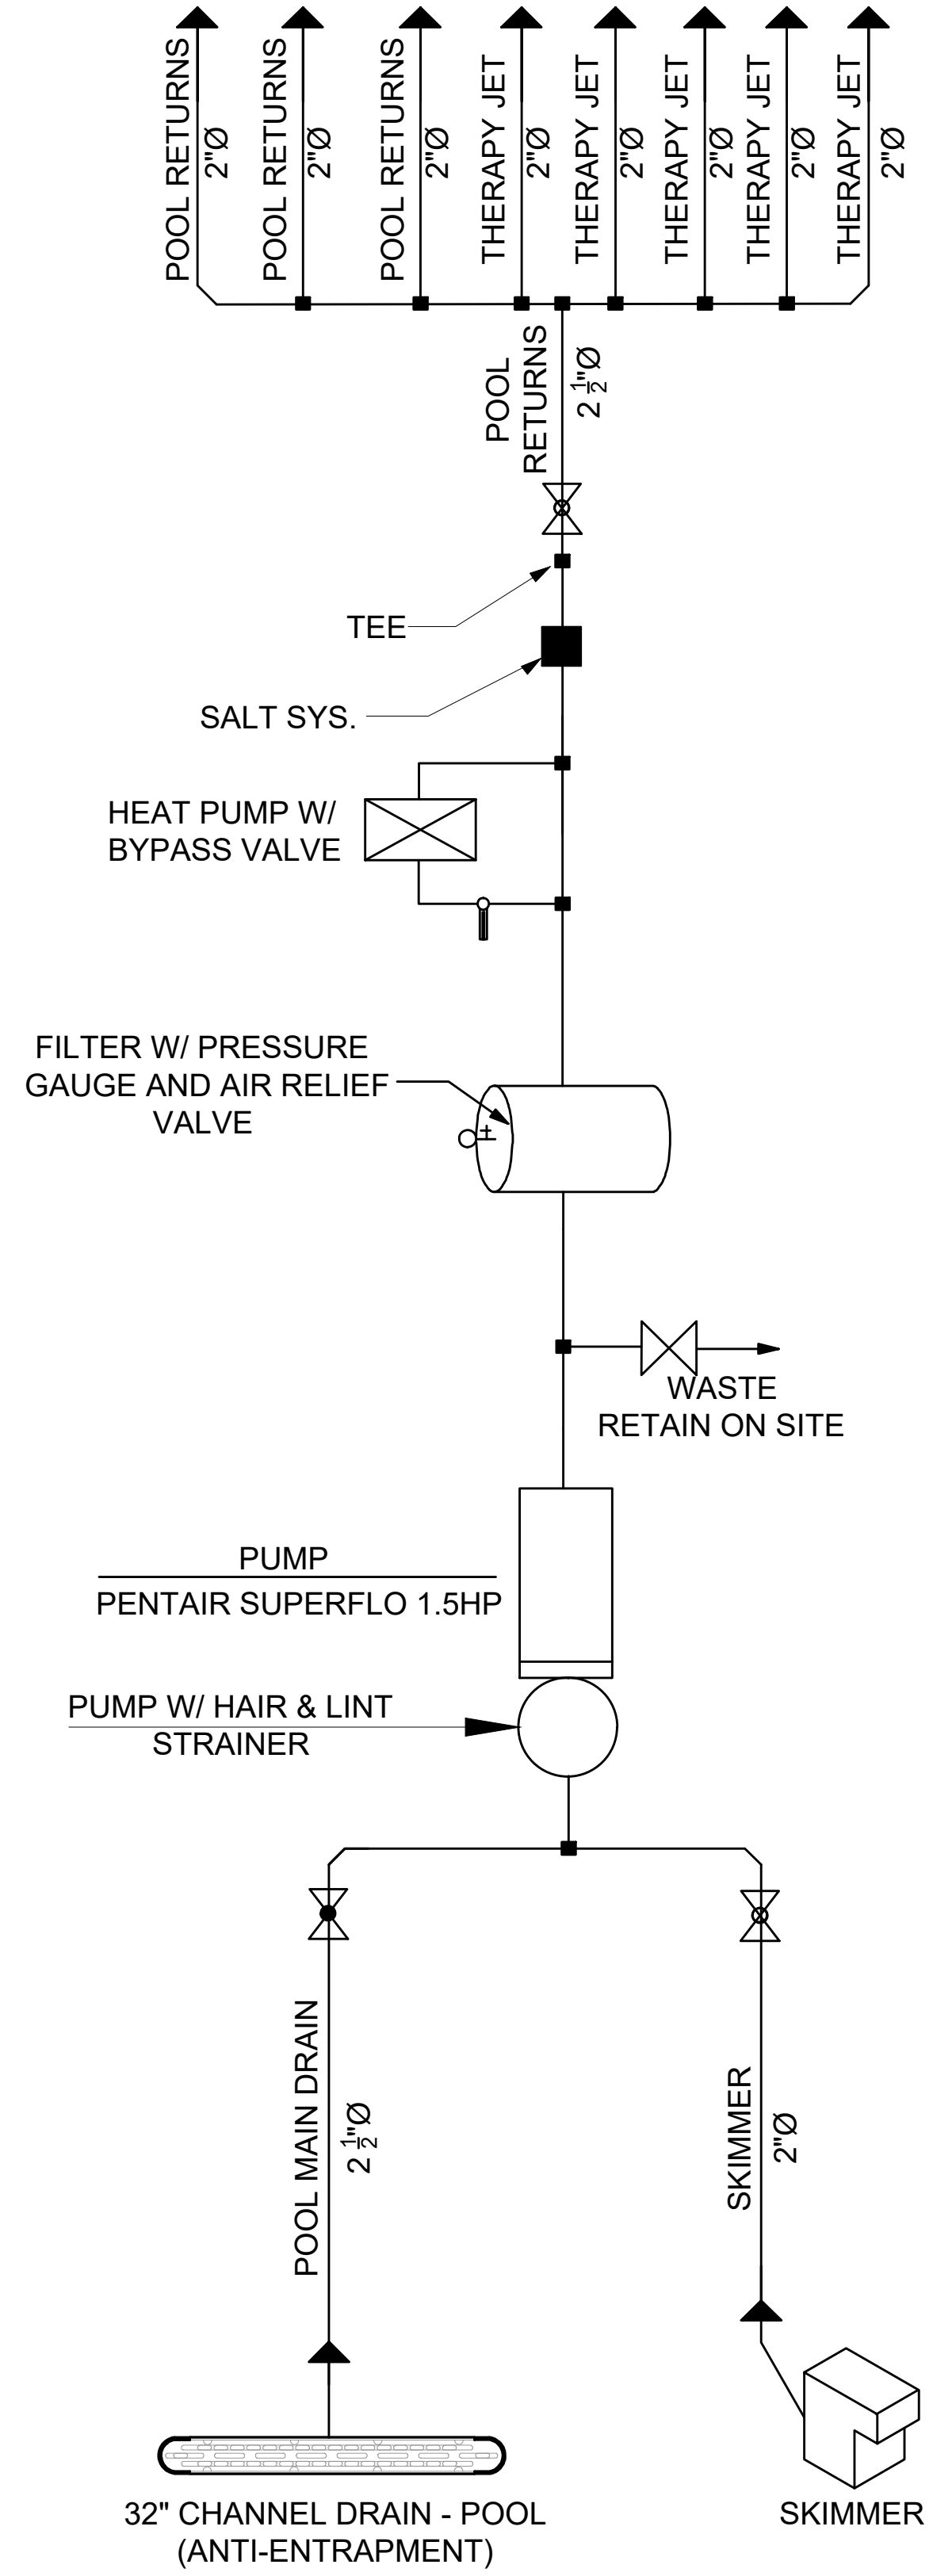 POOL RETURNS
2"Ø
POOL RETURNS
2"Ø
POOL RETURNS
2"Ø
THERAPY JET
2"Ø
THERAPY JET
2"Ø
THERAPY JET
2"Ø
THERAPY JET
2"Ø
THERAPY JET
2"Ø
POOL
RETURNS
2 1/2"Ø
TEE
SALT SYS.
HEAT PUMP W/
BYPASS VALVE
FILTER W/ PRESSURE
GAUGE AND AIR RELIEF
VALVE
WASTE
RETAIN ON SITE
PUMP
PENTAIR SUPERFLO 1.5HP
PUMP W/ HAIR & LINT
STRAINER
POOL MAIN DRAIN
2 1/2"Ø
SKIMMER
2"Ø
32" CHANNEL DRAIN - POOL
(ANTI-ENTRAPMENT)
SKIMMER